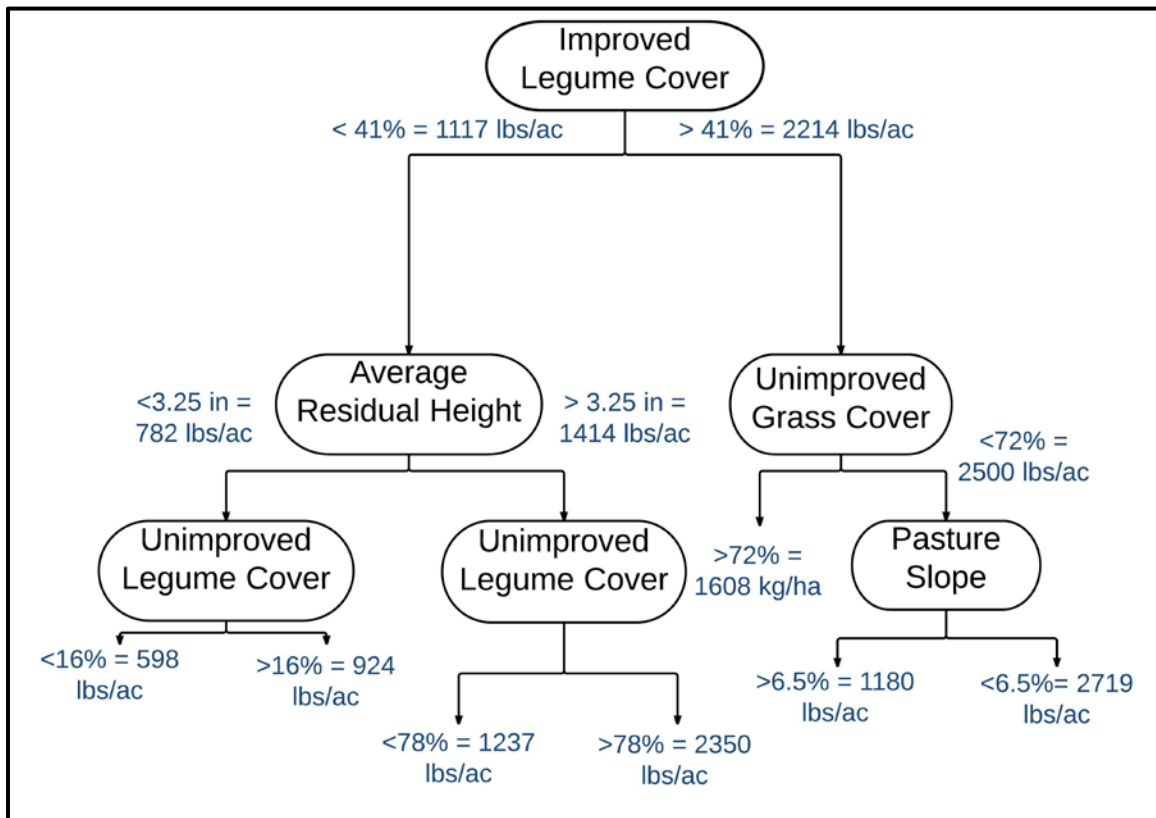 Improved
Legume Cover
< 41% = 1117 lbs/ac
> 41% = 2214 lbs/ac
Average
Residual Height
<3.25 in =
782 lbs/ac
> 3.25 in =
1414 lbs/ac
Unimproved
Grass Cover
<72% =
2500 lbs/ac
Unimproved
Legume Cover
Unimproved
Legume Cover
>72% =
1608 kg/ha
Pasture
Slope
<16% = 598
lbs/ac
>16% = 924
lbs/ac
<78% = 1237
lbs/ac
>78% = 2350
lbs/ac
>6.5% = 1180
lbs/ac
<6.5%= 2719
lbs/ac